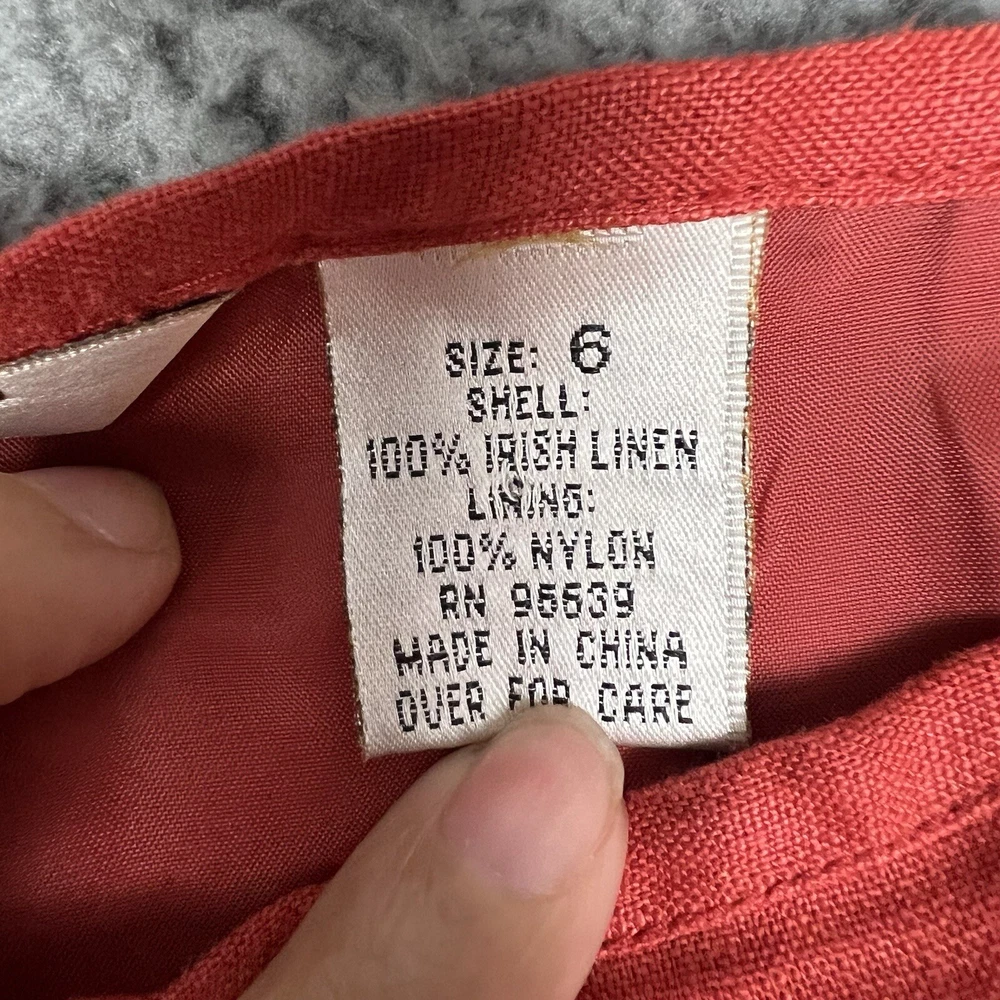 SIZE: 6
SHELL:
100% IRISH LINEN
LINING:
100% NYLON
RN 96639
MADE IN CHINA
OVER FOR CARE